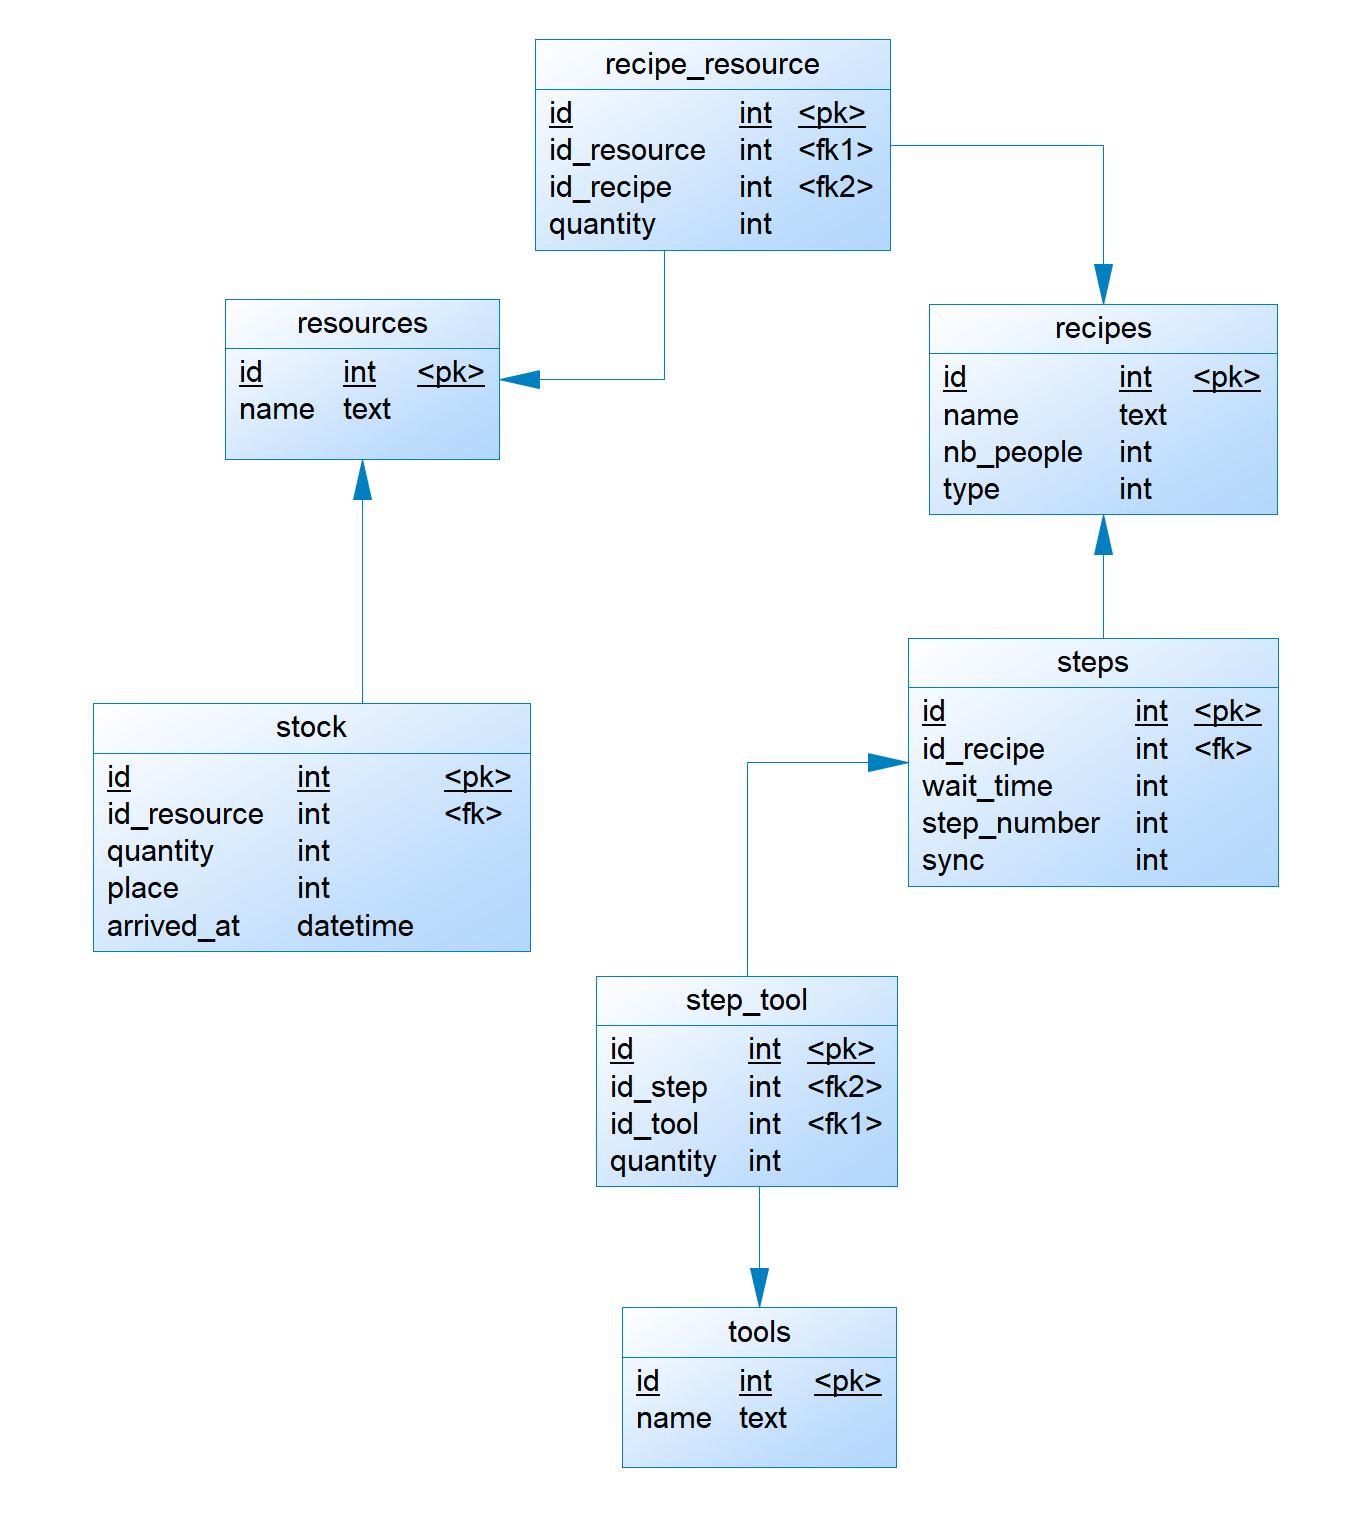 recipe_resource
id int <pk>
id_resource int <fk1>
id_recipe int <fk2>
quantity int
resources
id int <pk>
name text
recipes
id int <pk>
name text
nb_people int
type int
steps
id int <pk>
id_recipe int <fk>
wait_time int
step_number int
sync int
stock
id int <pk>
id_resource int <fk>
quantity int
place int
arrived_at datetime
step_tool
id int <pk>
id_step int <fk2>
id_tool int <fk1>
quantity int
tools
id int <pk>
name text